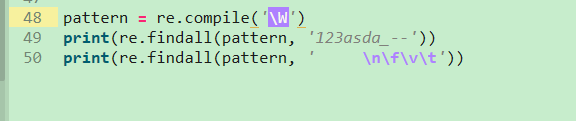 48 pattern = re.compile('\W')
49 print(re.findall(pattern, '123asda_--'))
50 print(re.findall(pattern, '     \n\f\v\t'))